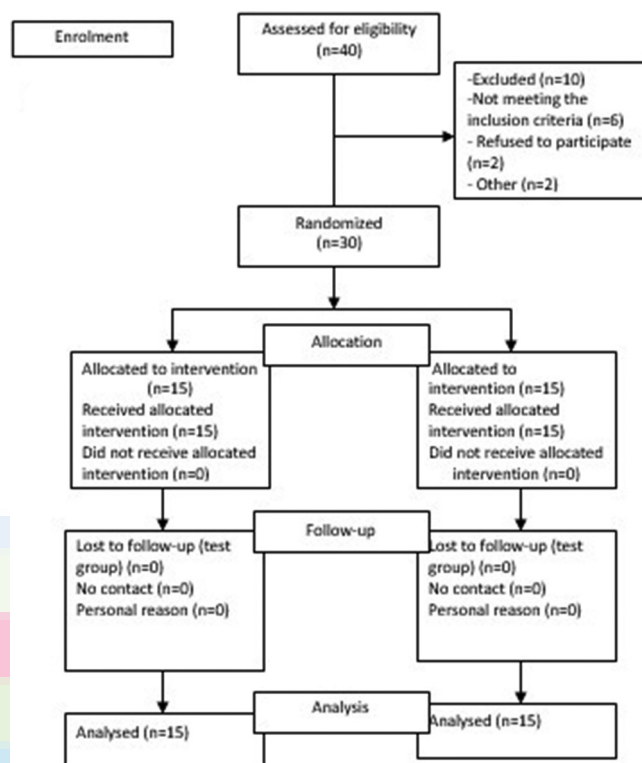 Enrolment
Assessed for eligibility
(n=40)
-Excluded (n=10)
-Not meeting the
inclusion criteria (n=6)
- Refused to participate
(n=2)
- Other (n=2)
Randomized
(n=30)
Allocation
Allocated to intervention
(n=15)
Received allocated
intervention (n=15)
Did not receive allocated
intervention (n=0)
Allocated to
intervention (n=15)
Received allocated
intervention (n=15)
Did not receive allocated
intervention (n=0)
Follow-up
Lost to follow-up (test
group) (n=0)
No contact (n=0)
Personal reason (n=0)
Lost to follow-up (test
group) (n=0)
No contact (n=0)
Personal reason (n=0)
Analysis
Analysed (n=15)
Analysed (n=15)